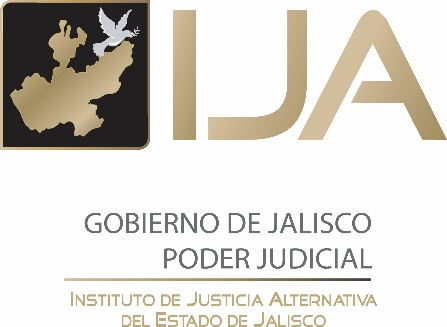 IJA
GOBIERNO DE JALISCO
PODER JUDICIAL
INSTITUTO DE JUSTICIA ALTERNATIVA
DEL ESTADO DE JALISCO